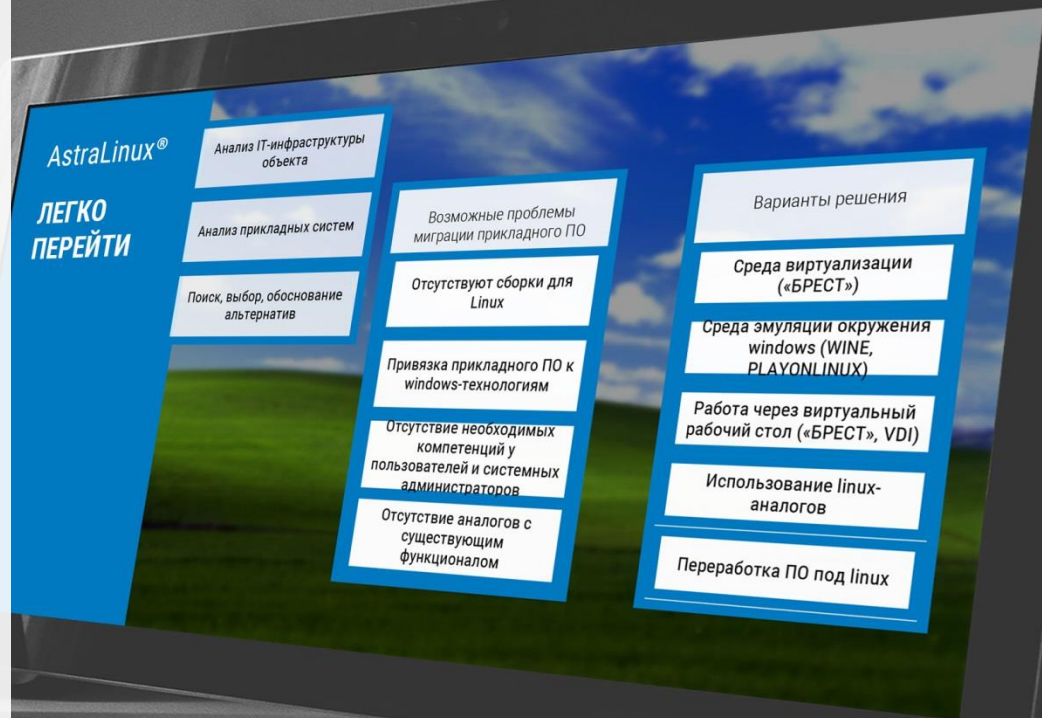 AstraLinux®
ЛЕГКО
ПЕРЕЙТИ
Анализ IT-инфраструктуры
объекта
Анализ прикладных систем
Поиск, выбор, обоснование
альтернатив
Возможные проблемы
миграции прикладного ПО
Отсутствуют сборки для
Linux
Привязка прикладного ПО к
windows-технологиям
Отсутствие необходимых
компетенций у
пользователей и системных
администраторов
Отсутствие аналогов с
существующим
функционалом
Варианты решения
Среда виртуализации
(«БРЕСТ»)
Среда эмуляции окружения
windows (WINE,
PLAYONLINUX)
Работа через виртуальный
рабочий стол («БРЕСТ», VDI)
Использование linux-
аналогов
Переработка ПО под linux